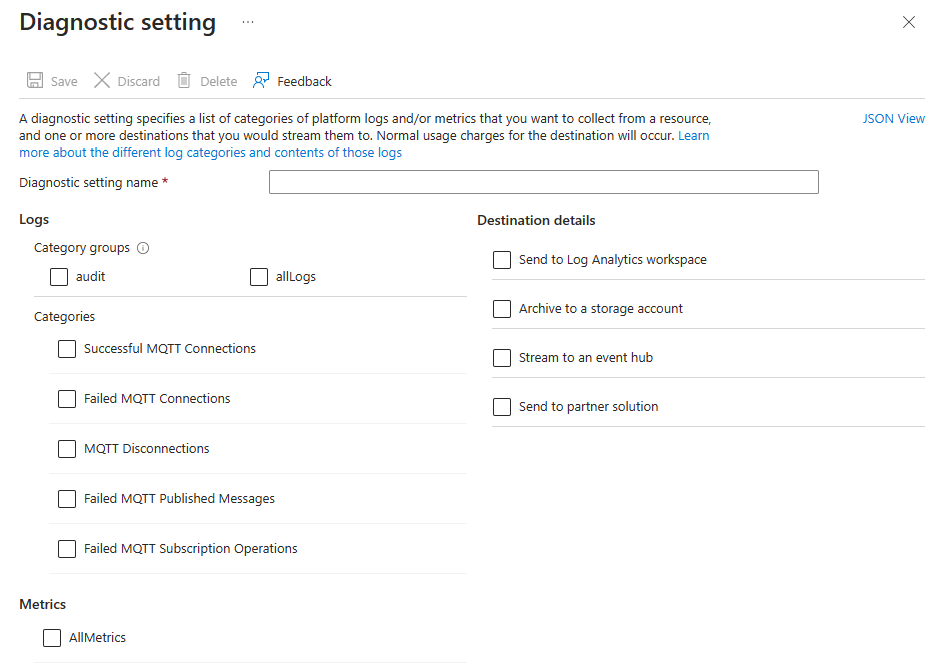 Diagnostic setting ...
Save Discard Delete Feedback
A diagnostic setting specifies a list of categories of platform logs and/or metrics that you want to collect from a resource,
and one or more destinations that you would stream them to. Normal usage charges for the destination will occur. Learn
more about the different log categories and contents of those logs
JSON View
Diagnostic setting name *
Logs
Category groups
audit allLogs
Categories
Successful MQTT Connections
Failed MQTT Connections
MQTT Disconnections
Failed MQTT Published Messages
Failed MQTT Subscription Operations
Metrics
AllMetrics
Destination details
Send to Log Analytics workspace
Archive to a storage account
Stream to an event hub
Send to partner solution